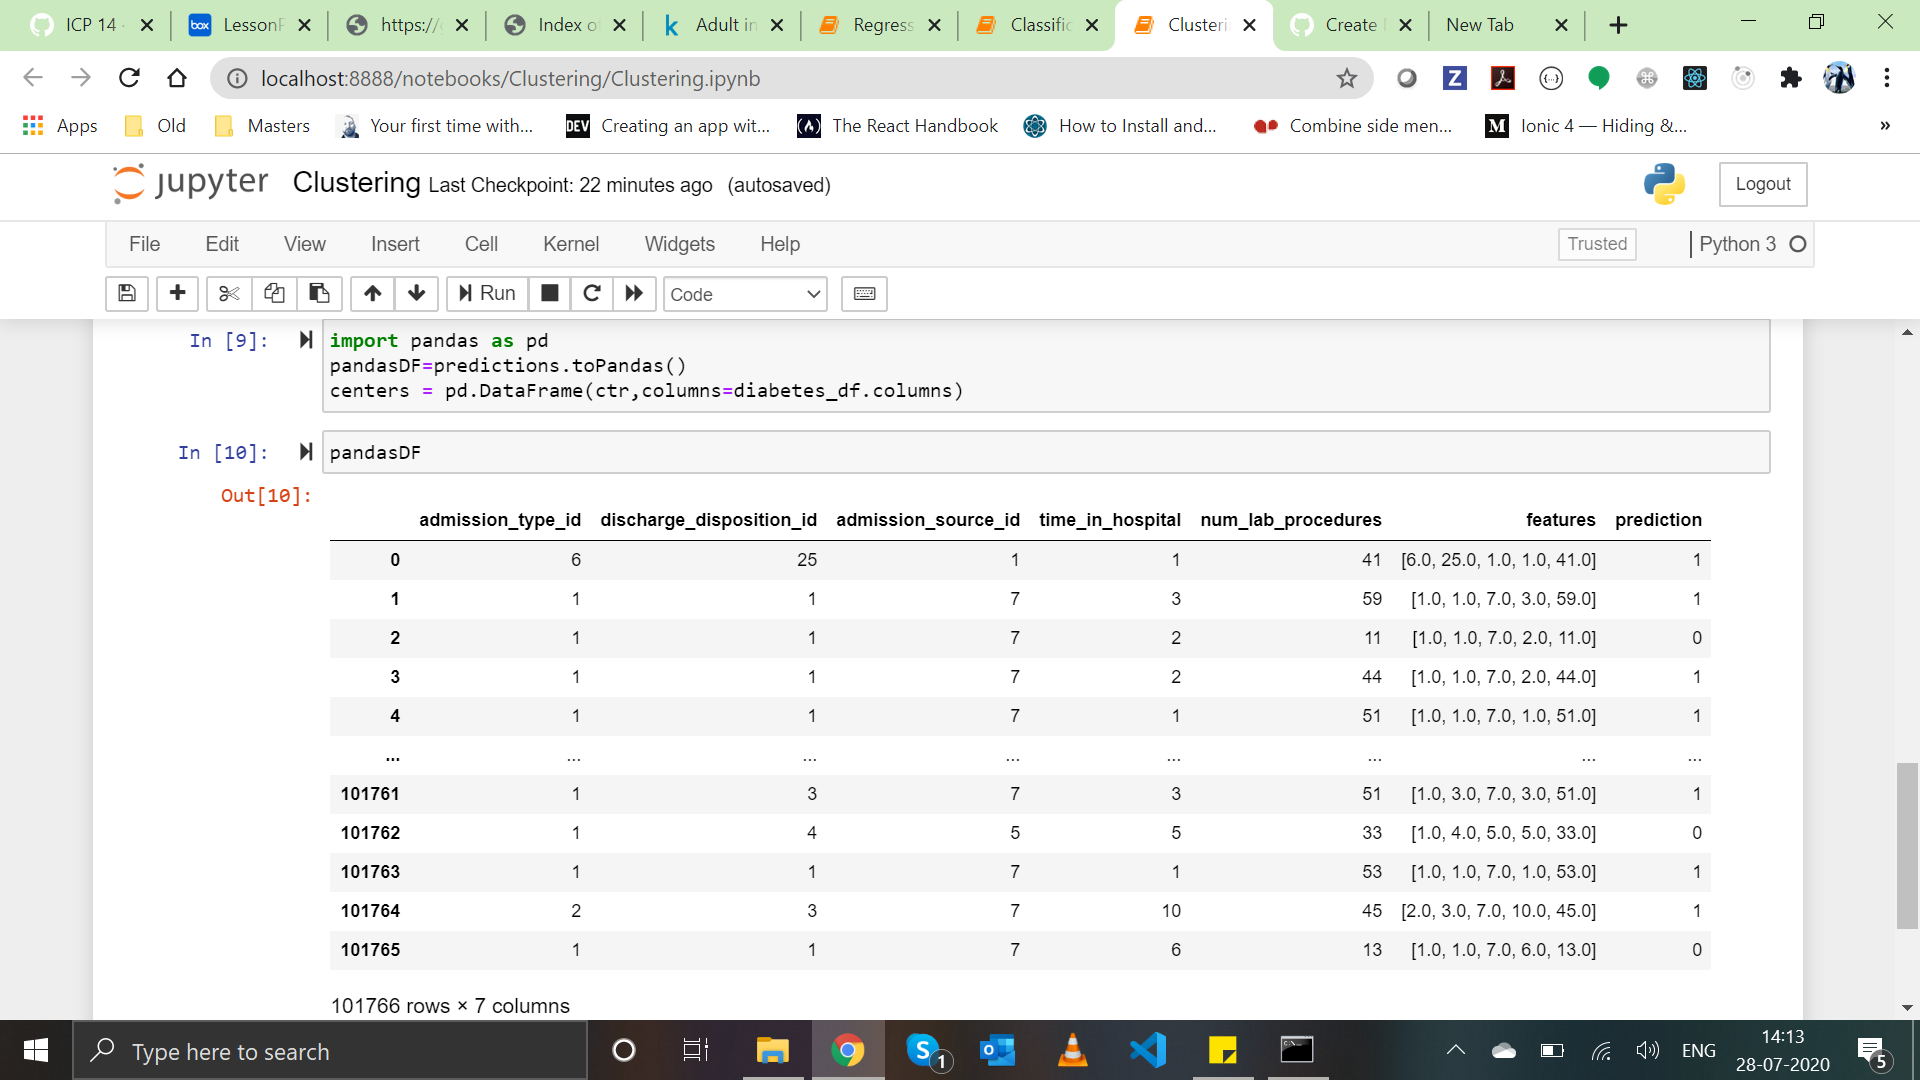 ICP 14 LessonP https:// Index o Adult in Regress Classific Clusteri Create New Tab
localhost:8888/notebooks/Clustering/Clustering.ipynb
Apps Old Masters Your first time with... DEV Creating an app wit... The React Handbook How to Install and... Combine side men... M Ionic 4 — Hiding &... »
jupyter Clustering Last Checkpoint: 22 minutes ago (autosaved) Logout
File Edit View Insert Cell Kernel Widgets Help Trusted Python 3
Run Code
In [9]: import pandas as pd
pandasDF=predictions.toPandas()
centers = pd.DataFrame(ctr,columns=diabetes_df.columns)
In [10]: pandasDF
Out[10]:
admission_type_id discharge_disposition_id admission_source_id time_in_hospital num_lab_procedures features prediction
0 6 25 1 1 41 [6.0, 25.0, 1.0, 1.0, 41.0] 1
1 1 1 7 3 59 [1.0, 1.0, 7.0, 3.0, 59.0] 1
2 1 1 7 2 11 [1.0, 1.0, 7.0, 2.0, 11.0] 0
3 1 1 7 2 44 [1.0, 1.0, 7.0, 2.0, 44.0] 1
4 1 1 7 1 51 [1.0, 1.0, 7.0, 1.0, 51.0] 1
... ... ... ... ... ... ... ...
101761 1 3 7 3 51 [1.0, 3.0, 7.0, 3.0, 51.0] 1
101762 1 4 5 5 33 [1.0, 4.0, 5.0, 5.0, 33.0] 0
101763 1 1 7 1 53 [1.0, 1.0, 7.0, 1.0, 53.0] 1
101764 2 3 7 10 45 [2.0, 3.0, 7.0, 10.0, 45.0] 1
101765 1 1 7 6 13 [1.0, 1.0, 7.0, 6.0, 13.0] 0
101766 rows × 7 columns
Type here to search 1 ENG 14:13 5
28-07-2020